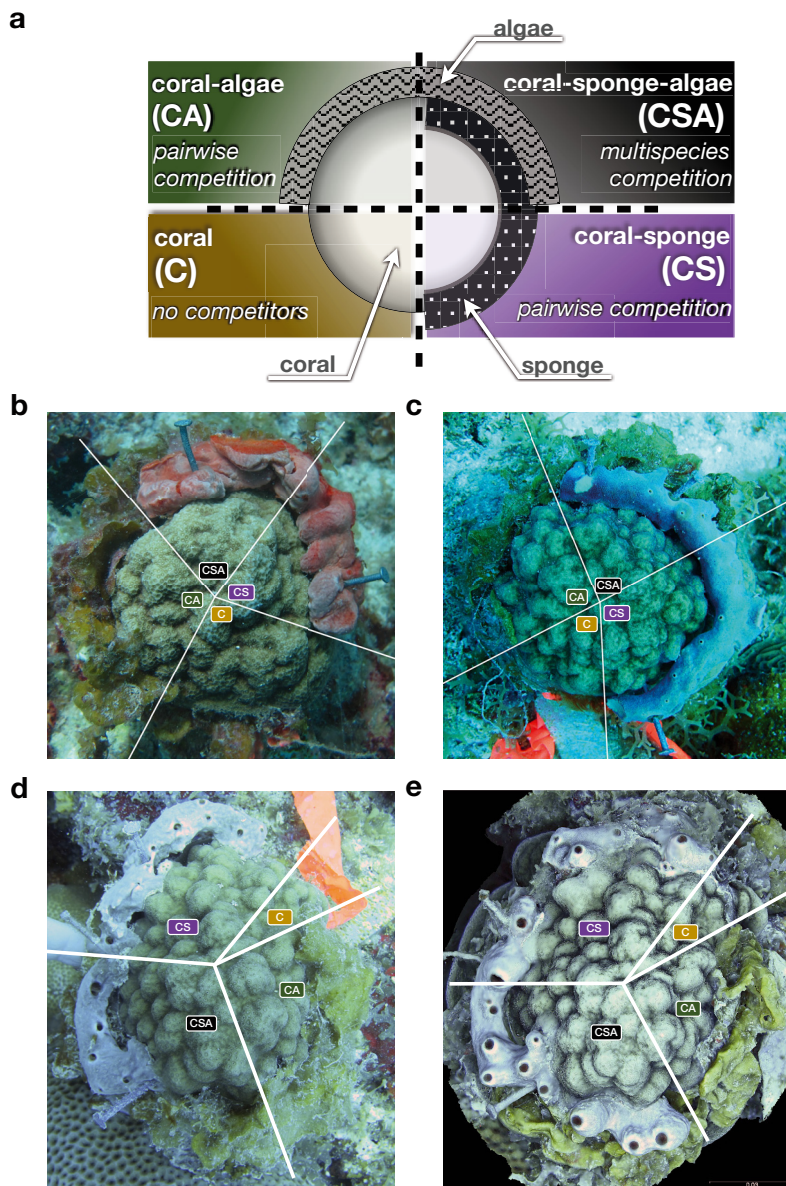 a
algae
coral-algae
(CA)
pairwise
competition
coral-sponge-algae
(CSA)
multispecies
competition
coral
(C)
no competitors
coral-sponge
(CS)
pairwise competition
coral
sponge
b
CSA
CS
CA
C
c
CSA
CA
CS
C
d
CS
C
CA
CSA
e
CS
C
CA
CSA